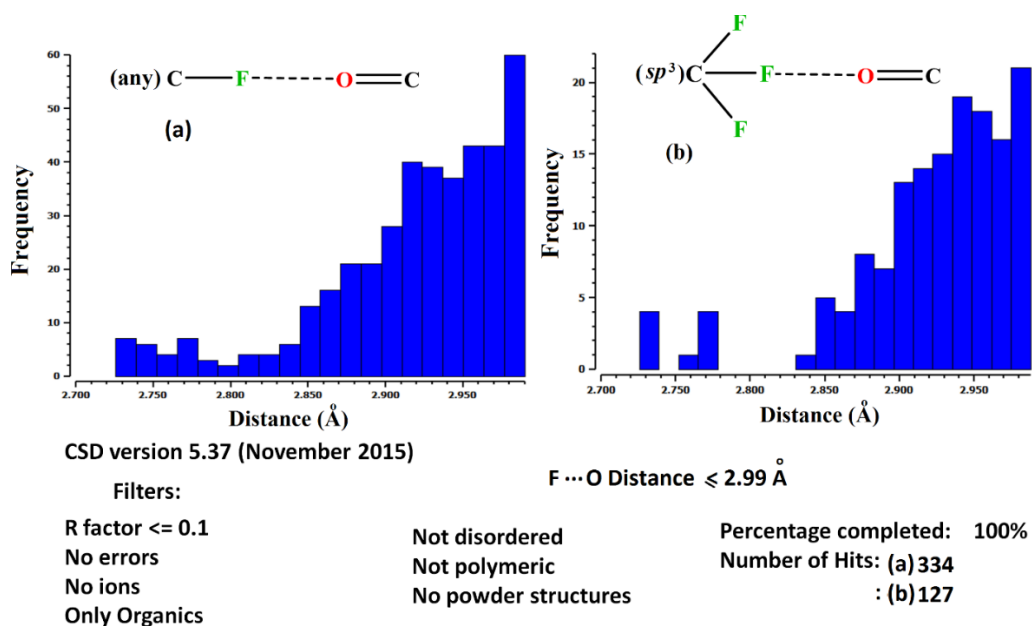 60
50
40
30
20
10
0
Frequency
(any) C F O C
(a)
2.700 2.750 2.800 2.850 2.900 2.950
Distance (Å)
20
15
10
5
0
Frequency
F
(sp³)C F O C
F
(b)
2.700 2.750 2.800 2.850 2.900 2.950
Distance (Å)
CSD version 5.37 (November 2015)
F ··· O Distance ⩽ 2.99 Å
Filters:
R factor <= 0.1
No errors
No ions
Only Organics
Not disordered
Not polymeric
No powder structures
Percentage completed: 100%
Number of Hits: (a) 334
: (b) 127